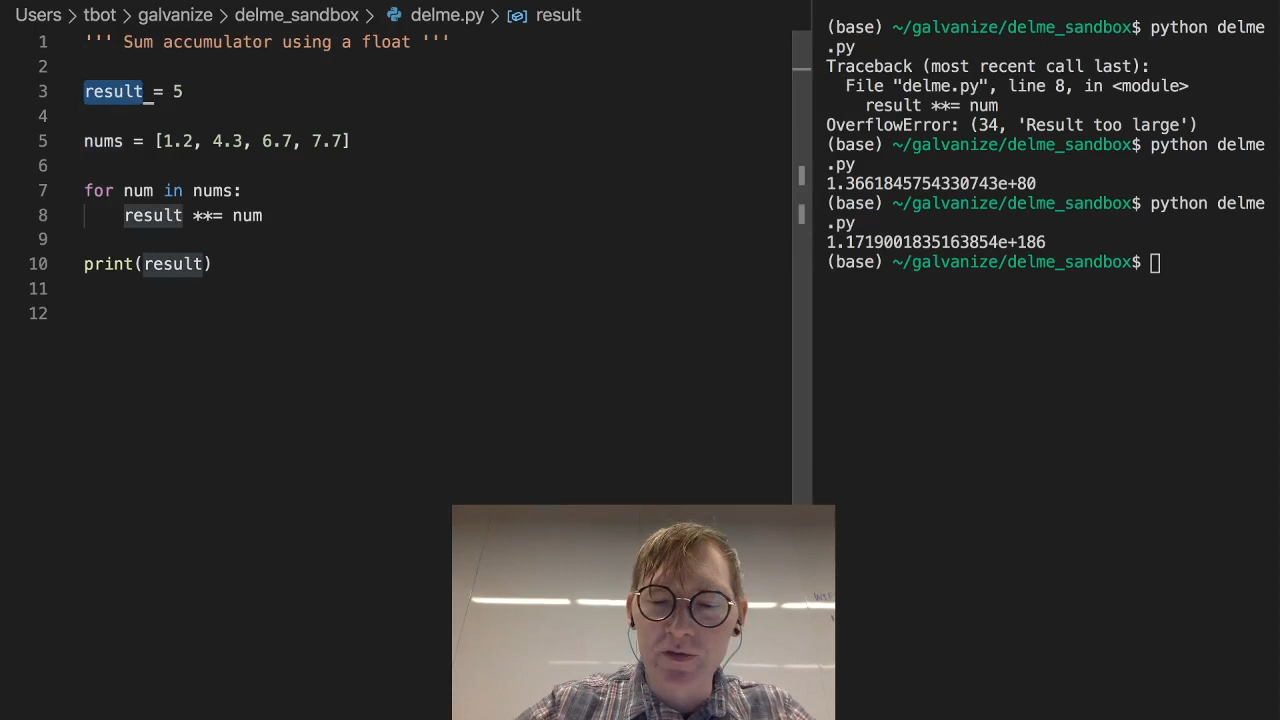 Users > tbot > galvanize > delme_sandbox > delme.py > result
1 ''' Sum accumulator using a float '''
2
3 result = 5
4
5 nums = [1.2, 4.3, 6.7, 7.7]
6
7 for num in nums:
8 result **= num
9
10 print(result)
11
12
(base) ~/galvanize/delme_sandbox$ python delme
.py
Traceback (most recent call last):
File "delme.py", line 8, in <module>
result **= num
OverflowError: (34, 'Result too large')
(base) ~/galvanize/delme_sandbox$ python delme
.py
1.3661845754330743e+80
(base) ~/galvanize/delme_sandbox$ python delme
.py
1.1719001835163854e+186
(base) ~/galvanize/delme_sandbox$